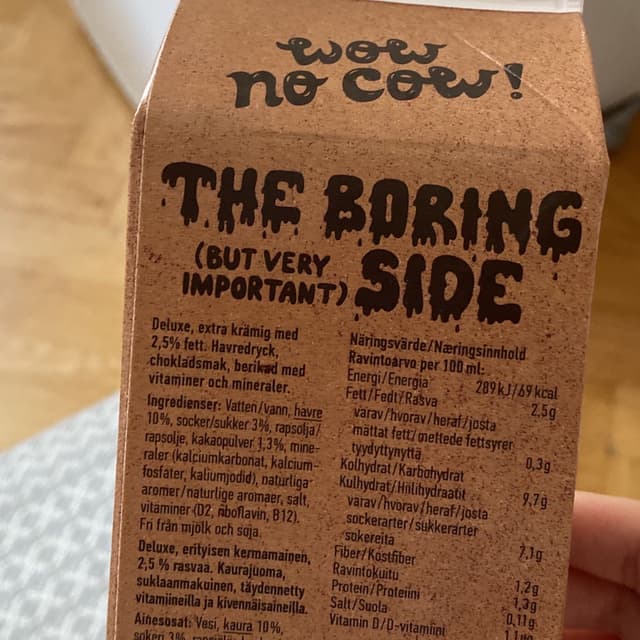 wow
no cow!
THE BORING
(BUT VERY
IMPORTANT)
SIDE
Deluxe, extra krämig med
2,5% fett. Havredryck,
chokladsmak, berikad med
vitaminer och mineraler.
Ingredienser: Vatten/vann, havre
10%, socker/sukker 3%, rapsolja/
rapsolje, kakaopulver 1,3%, mine-
raler (kalciumkarbonat, kalcium-
fosfater, kaliumjodid), naturliga
aromer/naturlige aromaer, salt,
vitaminer (D2, riboflavin, B12).
Fri från mjölk och soja.
Deluxe, erityisen kermamainen,
2,5 % rasvaa. Kaurajuoma,
suklaanmakuinen, täydennetty
vitamiineilla ja kivennäisaineilla.
Ainesosat: Vesi, kaura 10%,
sokeri 3%,
Näringsvärde/Næringsinnhold
Ravintoarvo per 100 ml:
Energi/Energia 289kJ/69kcal
Fett/Fedt/Rasva 2,5g
varav/hvorav/heraf/josta
mättat fett/mettede fettsyrer
tyydyttynyttä 0,3g
Kolhydrat/Karbohydrat
Kulhydrat/Hiilihydraatit 9,7g
varav/hvorav/heraf/josta
sockerarter/sukkerarter
sokereita 7,1g
Fiber/Kostfiber
Ravintokuitu 1,2g
Protein/Proteiini 1,3g
Salt/Suola 0,11g
Vitamin D/D-vitamiini